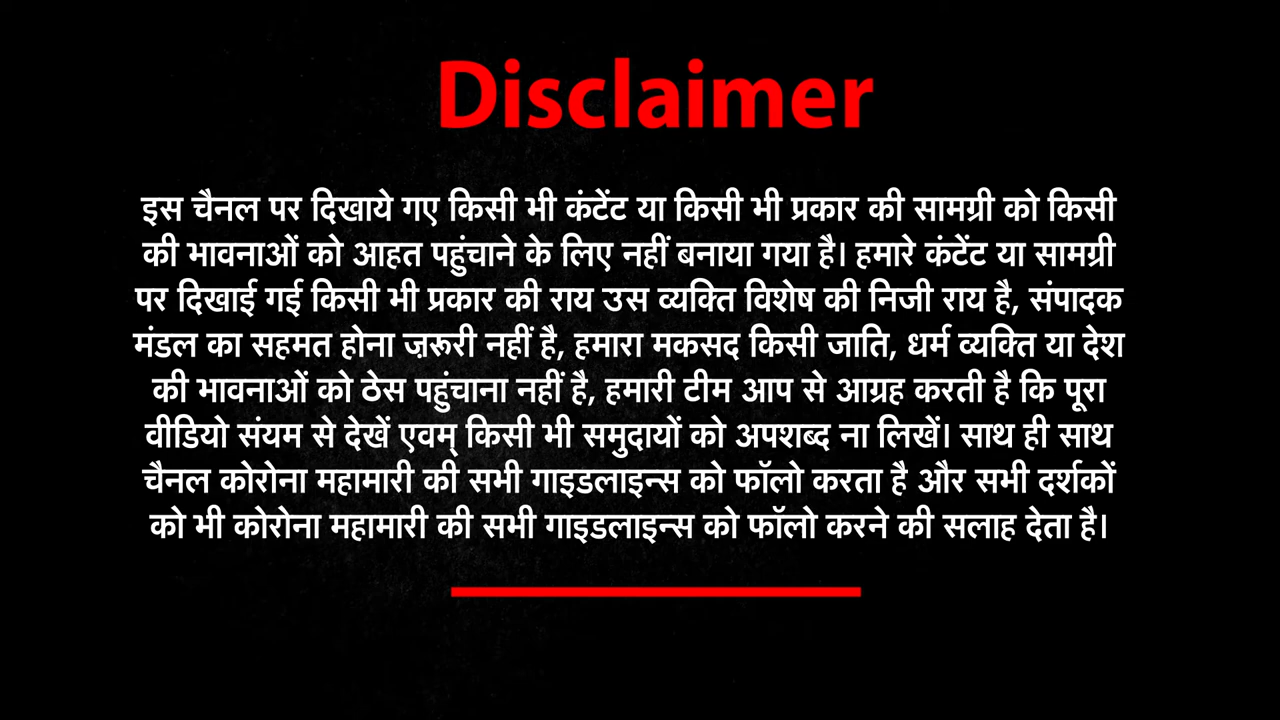 Disclaimer
इस चैनल पर दिखाये गए किसी भी कंटेंट या किसी भी प्रकार की सामग्री को किसी
की भावनाओं को आहत पहुंचाने के लिए नहीं बनाया गया है। हमारे कंटेंट या सामग्री
पर दिखाई गई किसी भी प्रकार की राय उस व्यक्ति विशेष की निजी राय है, संपादक
मंडल का सहमत होना ज़रूरी नहीं है, हमारा मकसद किसी जाति, धर्म व्यक्ति या देश
की भावनाओं को ठेस पहुंचाना नहीं है, हमारी टीम आप से आग्रह करती है कि पूरा
वीडियो संयम से देखें एवम् किसी भी समुदायों को अपशब्द ना लिखें। साथ ही साथ
चैनल कोरोना महामारी की सभी गाइडलाइन्स को फॉलो करता है और सभी दर्शकों
को भी कोरोना महामारी की सभी गाइडलाइन्स को फॉलो करने की सलाह देता है।